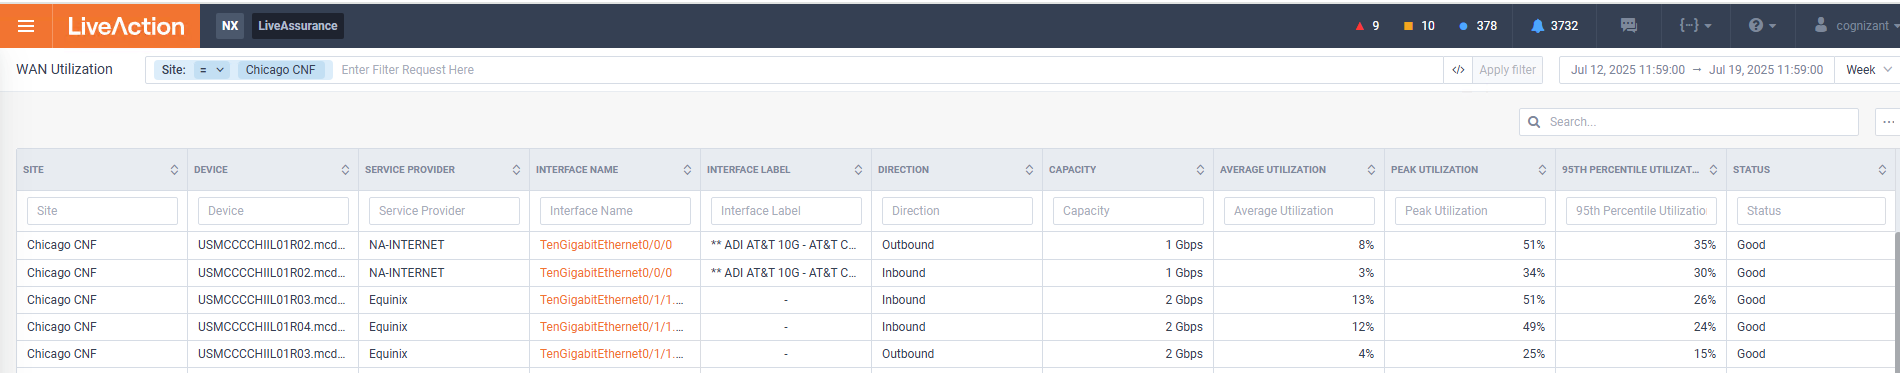 LiveAction NX LiveAssurance 9 10 378 3732 {···} ? cognizant
WAN Utilization Site: = Chicago CNF Enter Filter Request Here </> Apply filter Jul 12, 2025 11:59:00 → Jul 19, 2025 11:59:00 Week
Search... ...
SITE DEVICE SERVICE PROVIDER INTERFACE NAME INTERFACE LABEL DIRECTION CAPACITY AVERAGE UTILIZATION PEAK UTILIZATION 95TH PERCENTILE UTILIZAT... STATUS
Site Device Service Provider Interface Name Interface Label Direction Capacity Average Utilization Peak Utilization 95th Percentile Utilization Status
Chicago CNF USMCCCCHIIL01R02.mcd... NA-INTERNET TenGigabitEthernet0/0/0 ** ADI AT&T 10G - AT&T C... Outbound 1 Gbps 8% 51% 35% Good
Chicago CNF USMCCCCHIIL01R02.mcd... NA-INTERNET TenGigabitEthernet0/0/0 ** ADI AT&T 10G - AT&T C... Inbound 1 Gbps 3% 34% 30% Good
Chicago CNF USMCCCCHIIL01R03.mcd... Equinix TenGigabitEthernet0/1/1.... - Inbound 2 Gbps 13% 51% 26% Good
Chicago CNF USMCCCCHIIL01R04.mcd... Equinix TenGigabitEthernet0/1/1.... - Inbound 2 Gbps 12% 49% 24% Good
Chicago CNF USMCCCCHIIL01R03.mcd... Equinix TenGigabitEthernet0/1/1.... - Outbound 2 Gbps 4% 25% 15% Good